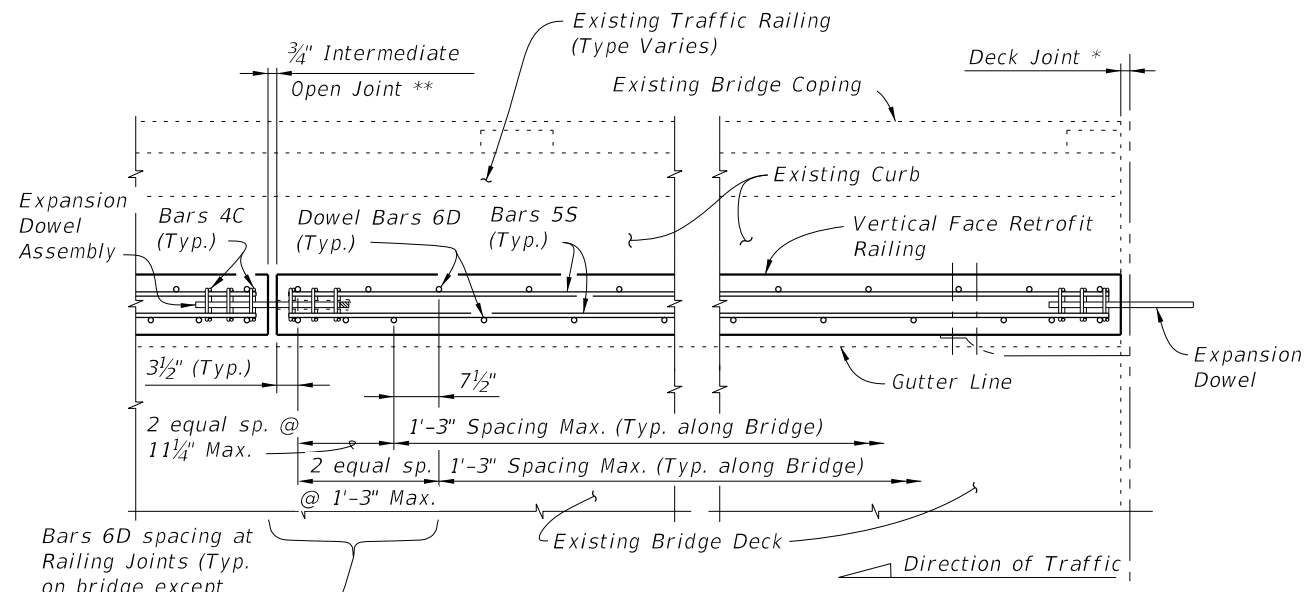 Existing Traffic Railing
(Type Varies)
¾" Intermediate
Open Joint **
Deck Joint *
Existing Bridge Coping
Existing Curb
Expansion
Dowel
Assembly
Bars 4C
(Typ.)
Dowel Bars 6D
(Typ.)
Bars 5S
(Typ.)
Vertical Face Retrofit
Railing
3½" (Typ.)
7½"
Gutter Line
Expansion
Dowel
2 equal sp. @
11¼" Max.
1'-3" Spacing Max. (Typ. along Bridge)
2 equal sp.
@ 1'-3" Max.
1'-3" Spacing Max. (Typ. along Bridge)
Bars 6D spacing at
Railing Joints (Typ.
on bridge except
Existing Bridge Deck
Direction of Traffic